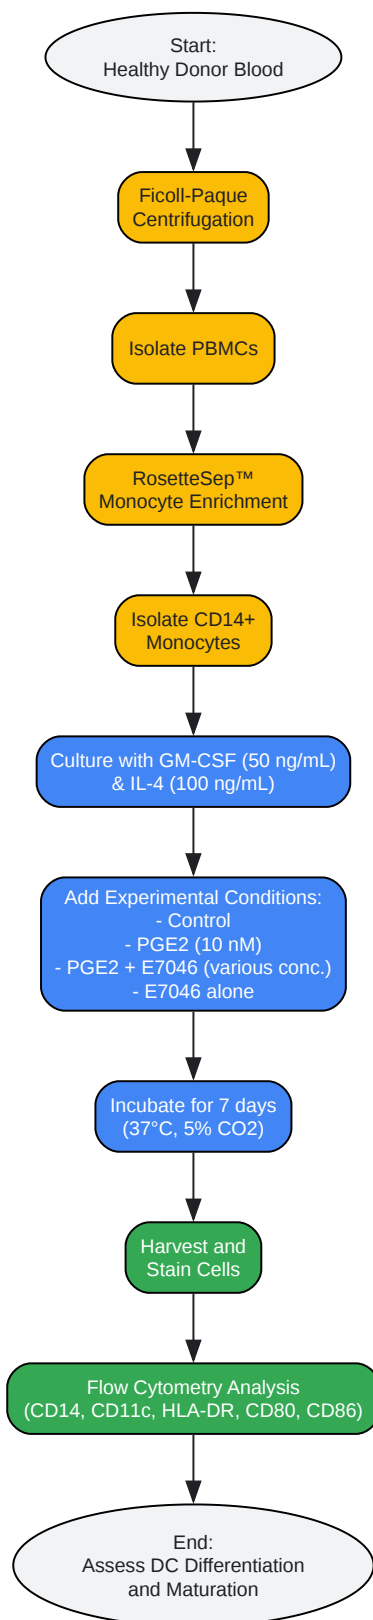 Start:
Healthy Donor Blood
Ficoll-Paque
Centrifugation
Isolate PBMCs
RosetteSep™
Monocyte Enrichment
Isolate CD14+
Monocytes
Culture with GM-CSF (50 ng/mL)
& IL-4 (100 ng/mL)
Add Experimental Conditions:
- Control
- PGE2 (10 nM)
- PGE2 + E7046 (various conc.)
- E7046 alone
Incubate for 7 days
(37°C, 5% CO2)
Harvest and
Stain Cells
Flow Cytometry Analysis
(CD14, CD11c, HLA-DR, CD80, CD86)
End:
Assess DC Differentiation
and Maturation